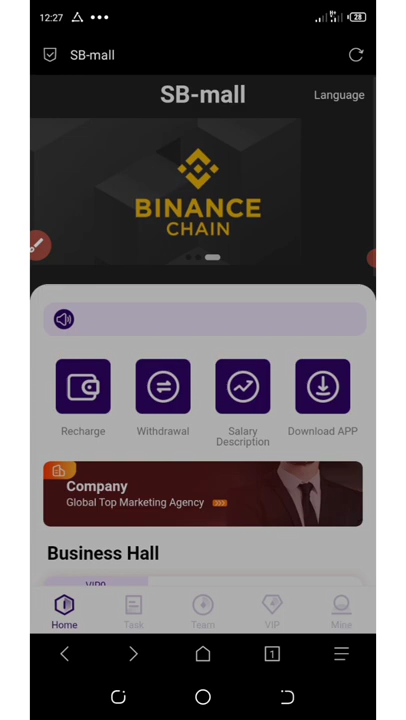 12:27
28
SB-mall
SB-mall
Language
BINANCE
CHAIN
Recharge
Withdrawal
Salary
Description
Download APP
Company
Global Top Marketing Agency
Business Hall
VIP0
Home
Task
Team
VIP
Mine
1